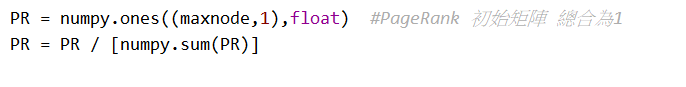 PR = numpy.ones((maxnode,1),float)  #PageRank 初始矩陣 總合為1
PR = PR / [numpy.sum(PR)]